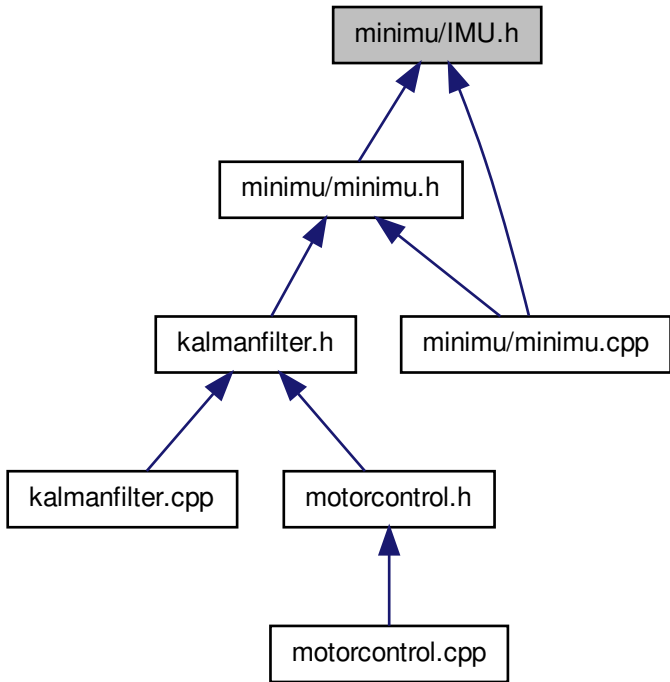 minimu/IMU.h
minimu/minimu.h
kalmanfilter.h
minimu/minimu.cpp
kalmanfilter.cpp
motorcontrol.h
motorcontrol.cpp